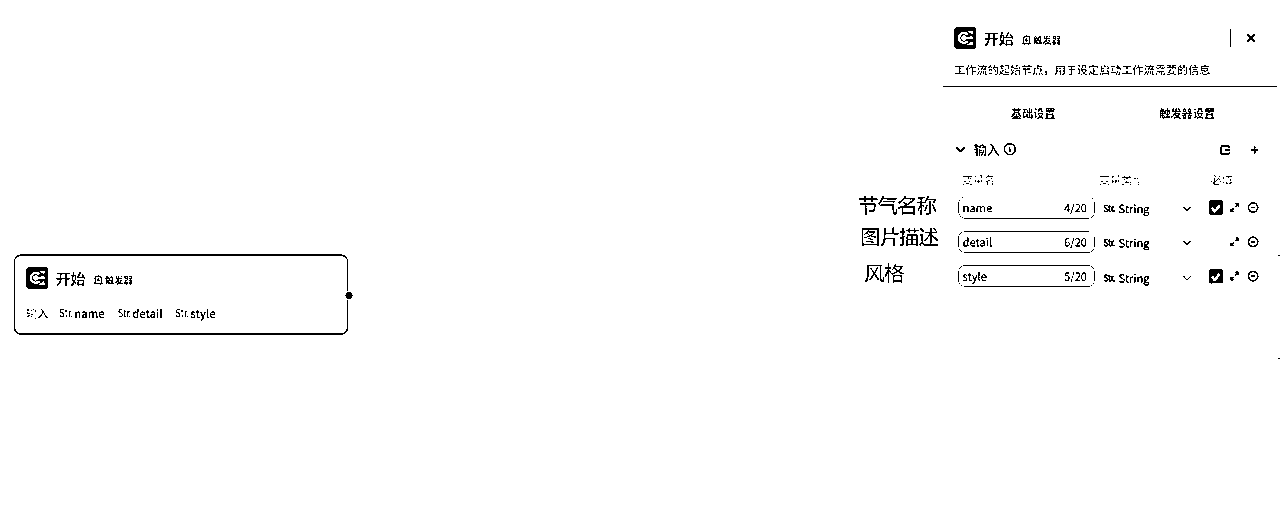 开始 触发器
工作流的起始节点，用于设定启动工作流需要的信息
基础设置 触发器设置
输入
变量名 变量类型 必填
节气名称 name 4/20 Str. String
图片描述 detail 6/20 Str. String
风格 style 5/20 Str. String
开始 触发器
输入 Str. name Str. detail Str. style